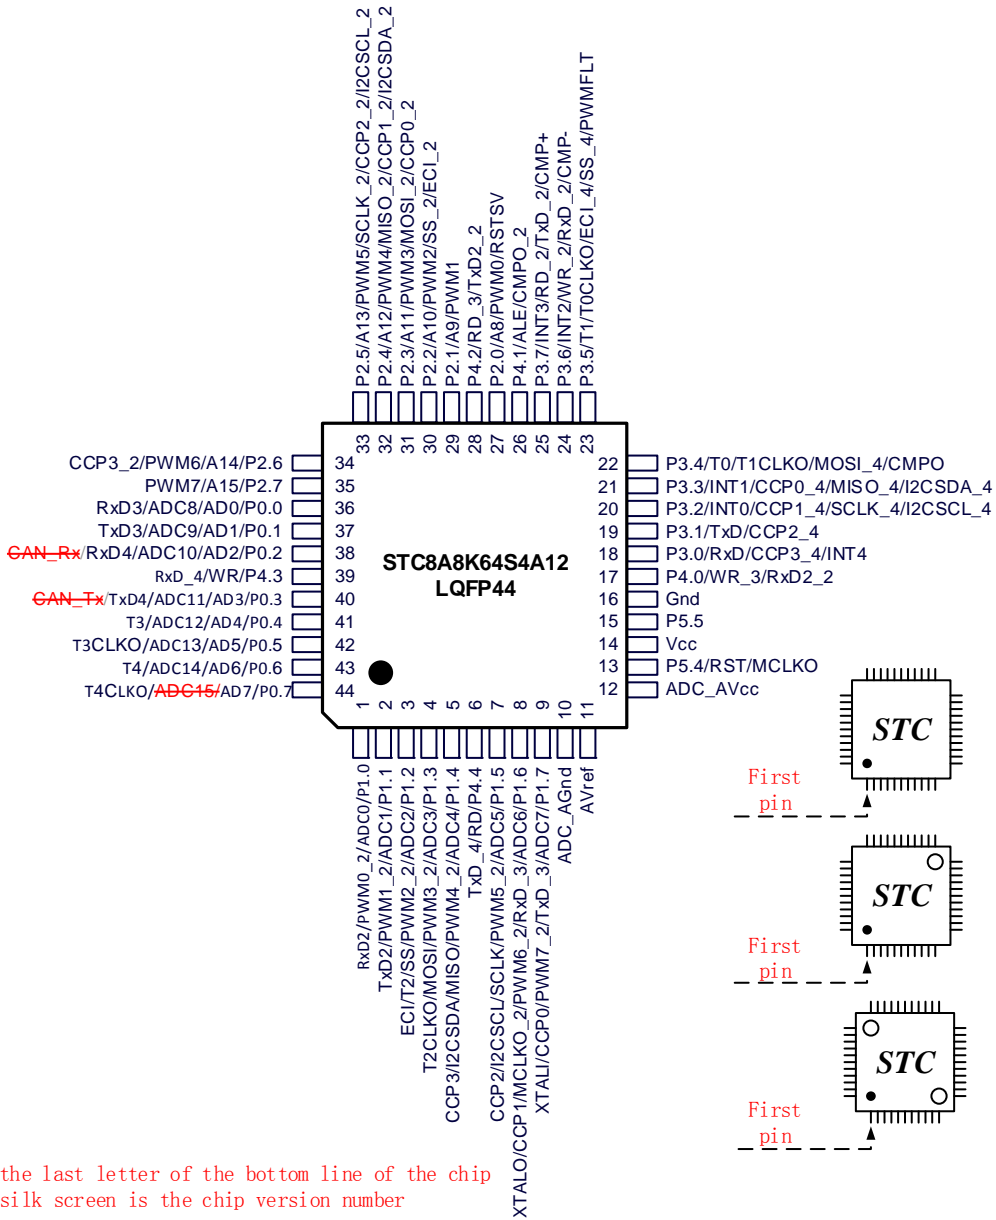 P2.5/A13/PWM5/SCLK_2/CCP2_2/I2CSCL_2
P2.4/A12/PWM4/MISO_2/CCP1_2/I2CSDA_2
P2.3/A11/PWM3/MOSI_2/CCP0_2
P2.2/A10/PWM2/SS_2/ECI_2
P2.1/A9/PWM1
P4.2/RD_3/TxD2_2
P2.0/A8/PWM0/RSTSV
P4.1/ALE/CMPO_2
P3.7/INT3/RD_2/TxD_2/CMP+
P3.6/INT2/WR_2/RxD_2/CMP-
P3.5/T1/T0CLKO/ECI_4/SS_4/PWMFLT
33 32 31 30 29 28 27 26 25 24 23
CCP3_2/PWM6/A14/P2.6 34
PWM7/A15/P2.7 35
RxD3/ADC8/AD0/P0.0 36
TxD3/ADC9/AD1/P0.1 37
CAN_Rx/RxD4/ADC10/AD2/P0.2 38
RxD_4/WR/P4.3 39
CAN_Tx/TxD4/ADC11/AD3/P0.3 40
T3/ADC12/AD4/P0.4 41
T3CLKO/ADC13/AD5/P0.5 42
T4/ADC14/AD6/P0.6 43
T4CLKO/ADC15/AD7/P0.7 44
STC8A8K64S4A12
LQFP44
22 P3.4/T0/T1CLKO/MOSI_4/CMPO
21 P3.3/INT1/CCP0_4/MISO_4/I2CSDA_4
20 P3.2/INT0/CCP1_4/SCLK_4/I2CSCL_4
19 P3.1/TxD/CCP2_4
18 P3.0/RxD/CCP3_4/INT4
17 P4.0/WR_3/RxD2_2
16 Gnd
15 P5.5
14 Vcc
13 P5.4/RST/MCLKO
12 ADC_AVcc
1 2 3 4 5 6 7 8 9 10 11
RxD2/PWM0_2/ADC0/P1.0
TxD2/PWM1_2/ADC1/P1.1
ECI/T2/SS/PWM2_2/ADC2/P1.2
T2CLKO/MOSI/PWM3_2/ADC3/P1.3
CCP3/I2CSDA/MISO/PWM4_2/ADC4/P1.4
TxD_4/RD/P4.4
CCP2/I2CSCL/SCLK/PWM5_2/ADC5/P1.5
XTALO/CCP1/MCLKO_2/PWM6_2/RxD_3/ADC6/P1.6
XTALI/CCP0/PWM7_2/TxD_3/ADC7/P1.7
ADC_AGnd
AVref
STC
First
pin
STC
First
pin
STC
First
pin
the last letter of the bottom line of the chip
silk screen is the chip version number